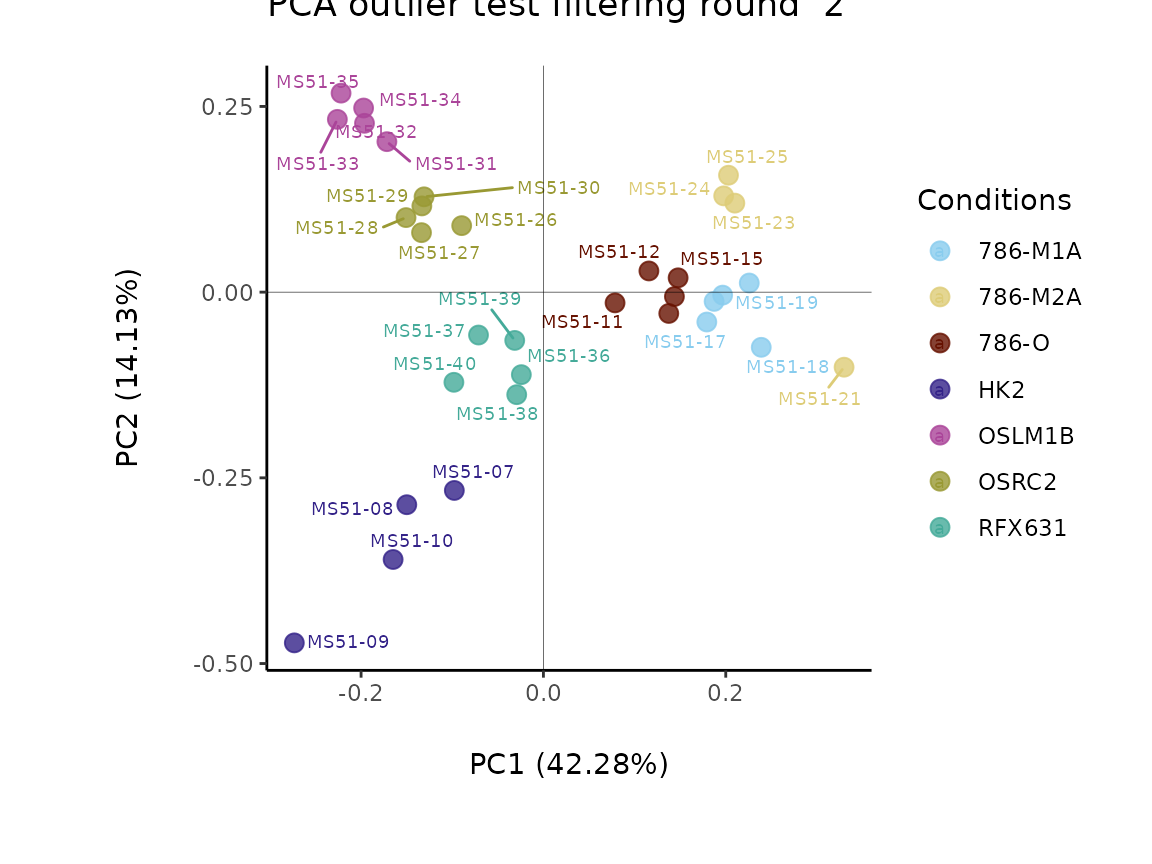 PCA outlier test filtering round 2
MS51-35
MS51-34
MS51-32
MS51-33
MS51-31
MS51-30
MS51-29
MS51-28
MS51-26
MS51-27
MS51-25
MS51-24
MS51-23
MS51-12
MS51-15
MS51-39
MS51-19
MS51-11
MS51-37
MS51-17
MS51-36
MS51-40
MS51-18
MS51-21
MS51-38
MS51-07
MS51-08
MS51-10
MS51-09
0.25
0.00
-0.25
-0.50
-0.2
0.0
0.2
PC2 (14.13%)
PC1 (42.28%)
Conditions
a 786-M1A
a 786-M2A
a 786-O
a HK2
a OSLM1B
a OSRC2
a RFX631